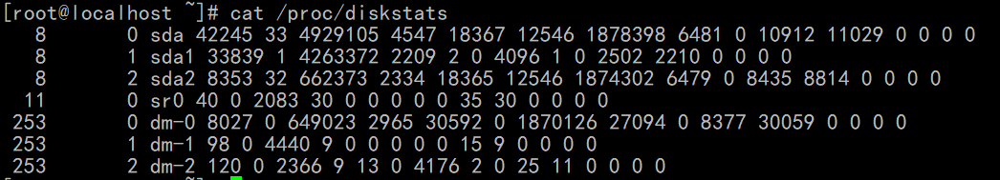 [root@localhost ~]# cat /proc/diskstats
8 0 sda 42245 33 4929105 4547 18367 12546 1878398 6481 0 10912 11029 0 0 0 0
8 1 sda1 33839 1 4263372 2209 2 0 4096 1 0 2502 2210 0 0 0 0
8 2 sda2 8353 32 662373 2334 18365 12546 1874302 6479 0 8435 8814 0 0 0 0
11 0 sr0 40 0 2083 30 0 0 0 0 0 35 30 0 0 0 0
253 0 dm-0 8027 0 649023 2965 30592 0 1870126 27094 0 8377 30059 0 0 0 0
253 1 dm-1 98 0 4440 9 0 0 0 0 0 15 9 0 0 0 0
253 2 dm-2 120 0 2366 9 13 0 4176 2 0 25 11 0 0 0 0